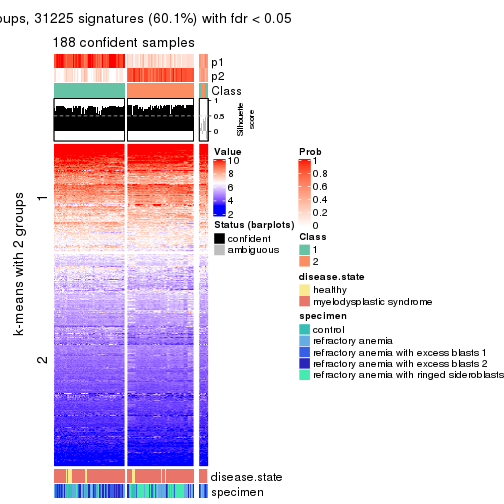 oups, 31225 signatures (60.1%) with fdr < 0.05
188 confident samples
p1
p2
Class
1
0.5
0
Silhouette
score
k-means with 2 groups
1
2
Value
10
8
6
4
2
Status (barplots)
confident
ambiguous
Prob
1
0.8
0.6
0.4
0.2
0
Class
1
2
disease.state
healthy
myelodysplastic syndrome
specimen
control
refractory anemia
refractory anemia with excess blasts 1
refractory anemia with excess blasts 2
refractory anemia with ringed sideroblasts
disease.state
specimen